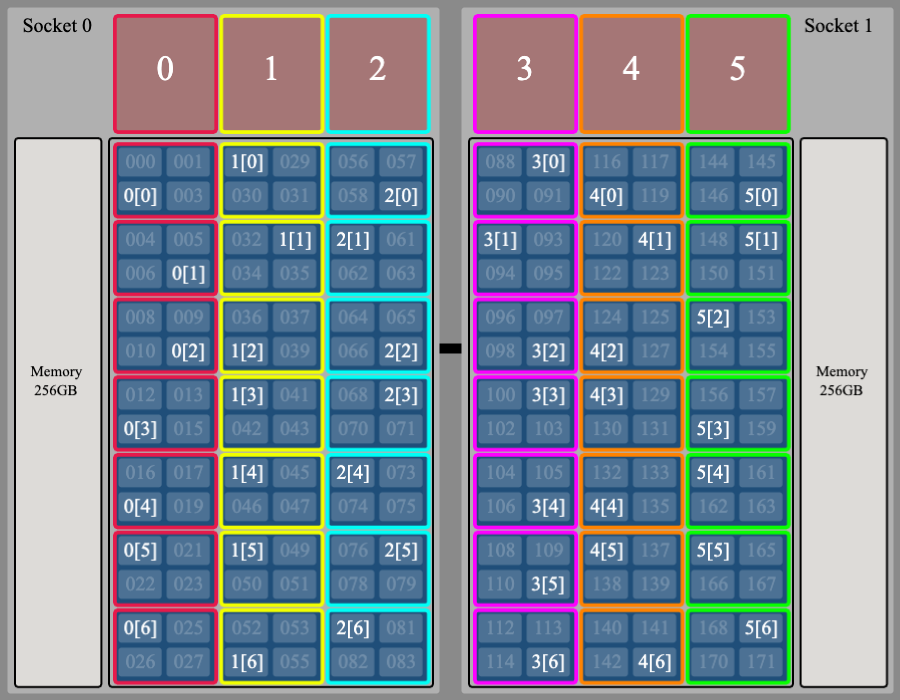 Socket 0 0 1 2 3 4 5 Socket 1
000 001 1[0] 029 056 057 088 3[0] 116 117 144 145
0[0] 003 030 031 058 2[0] 090 091 4[0] 119 146 5[0]
004 005 032 1[1] 2[1] 061 3[1] 093 120 4[1] 148 5[1]
006 0[1] 034 035 062 063 094 095 122 123 150 151
008 009 036 037 064 065 096 097 124 125 5[2] 153
010 0[2] 1[2] 039 066 2[2] 098 3[2] 4[2] 127 154 155
Memory
256GB
012 013 1[3] 041 068 2[3] 100 3[3] 4[3] 129 156 157
0[3] 015 042 043 070 071 102 103 130 131 5[3] 159
Memory
256GB
016 017 1[4] 045 2[4] 073 104 105 132 133 5[4] 161
0[4] 019 046 047 074 075 106 3[4] 4[4] 135 162 163
0[5] 021 1[5] 049 076 2[5] 108 109 4[5] 137 5[5] 165
022 023 050 051 078 079 110 3[5] 138 139 166 167
0[6] 025 052 053 2[6] 081 112 113 140 141 168 5[6]
026 027 1[6] 055 082 083 114 3[6] 142 4[6] 170 171